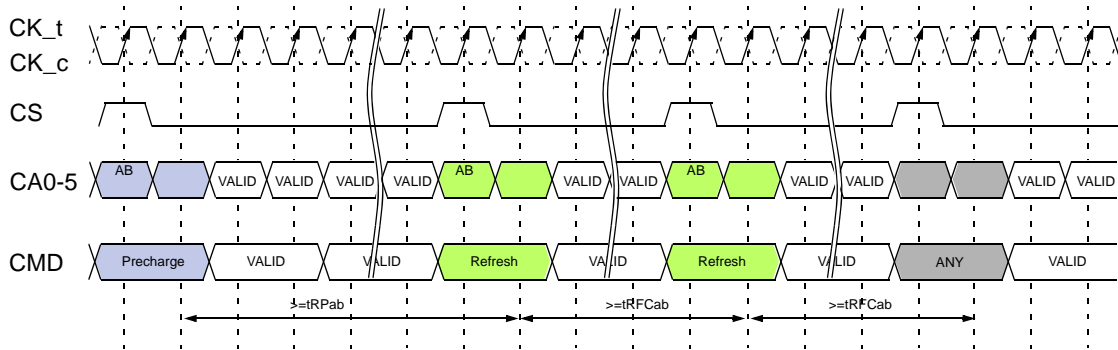 CK_t
CK_c
CS
CA0-5 AB VALID VALID VALID VALID AB VALID VALID AB VALID VALID VALID VALID
CMD Precharge VALID VALID Refresh VALID Refresh VALID ANY VALID
>=tRPab >=tRFCab >=tRFCab